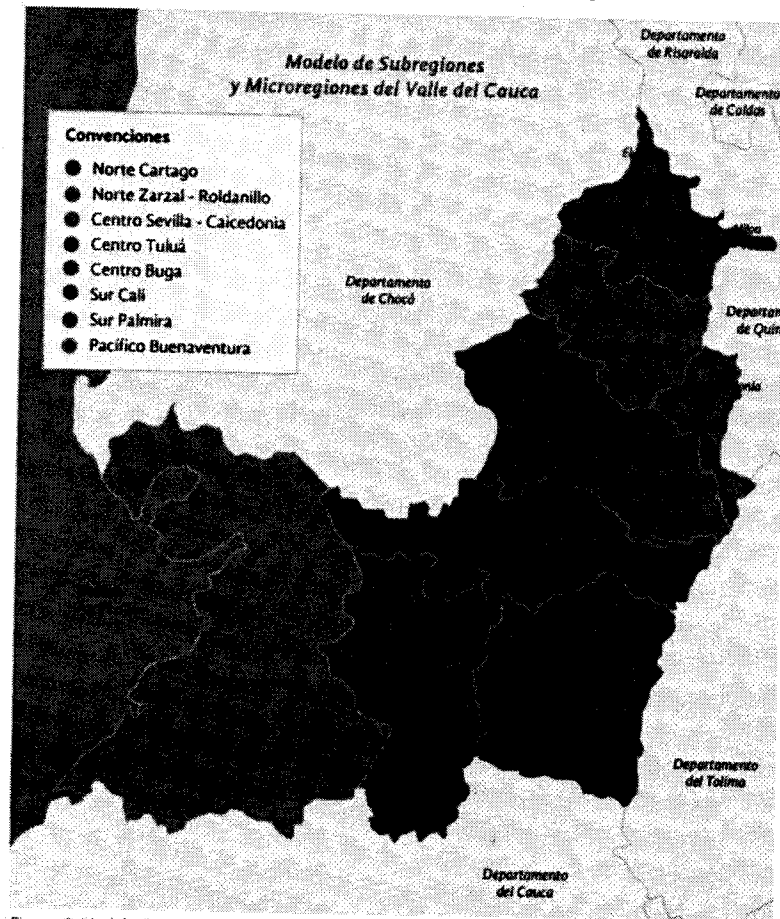 Modelo de Subregiones
y Microregiones del Valle del Cauca
Departamento
de Risaralda
Departamento
de Caldas
Convenciones
Norte Cartago
Norte Zarzal - Roldanillo
Centro Sevilla - Caicedonia
Centro Tuluá
Centro Buga
Sur Cali
Sur Palmira
Pacífico Buenaventura
Departamento
de Chocó
Departamento
del Tolima
Departamento
del Cauca